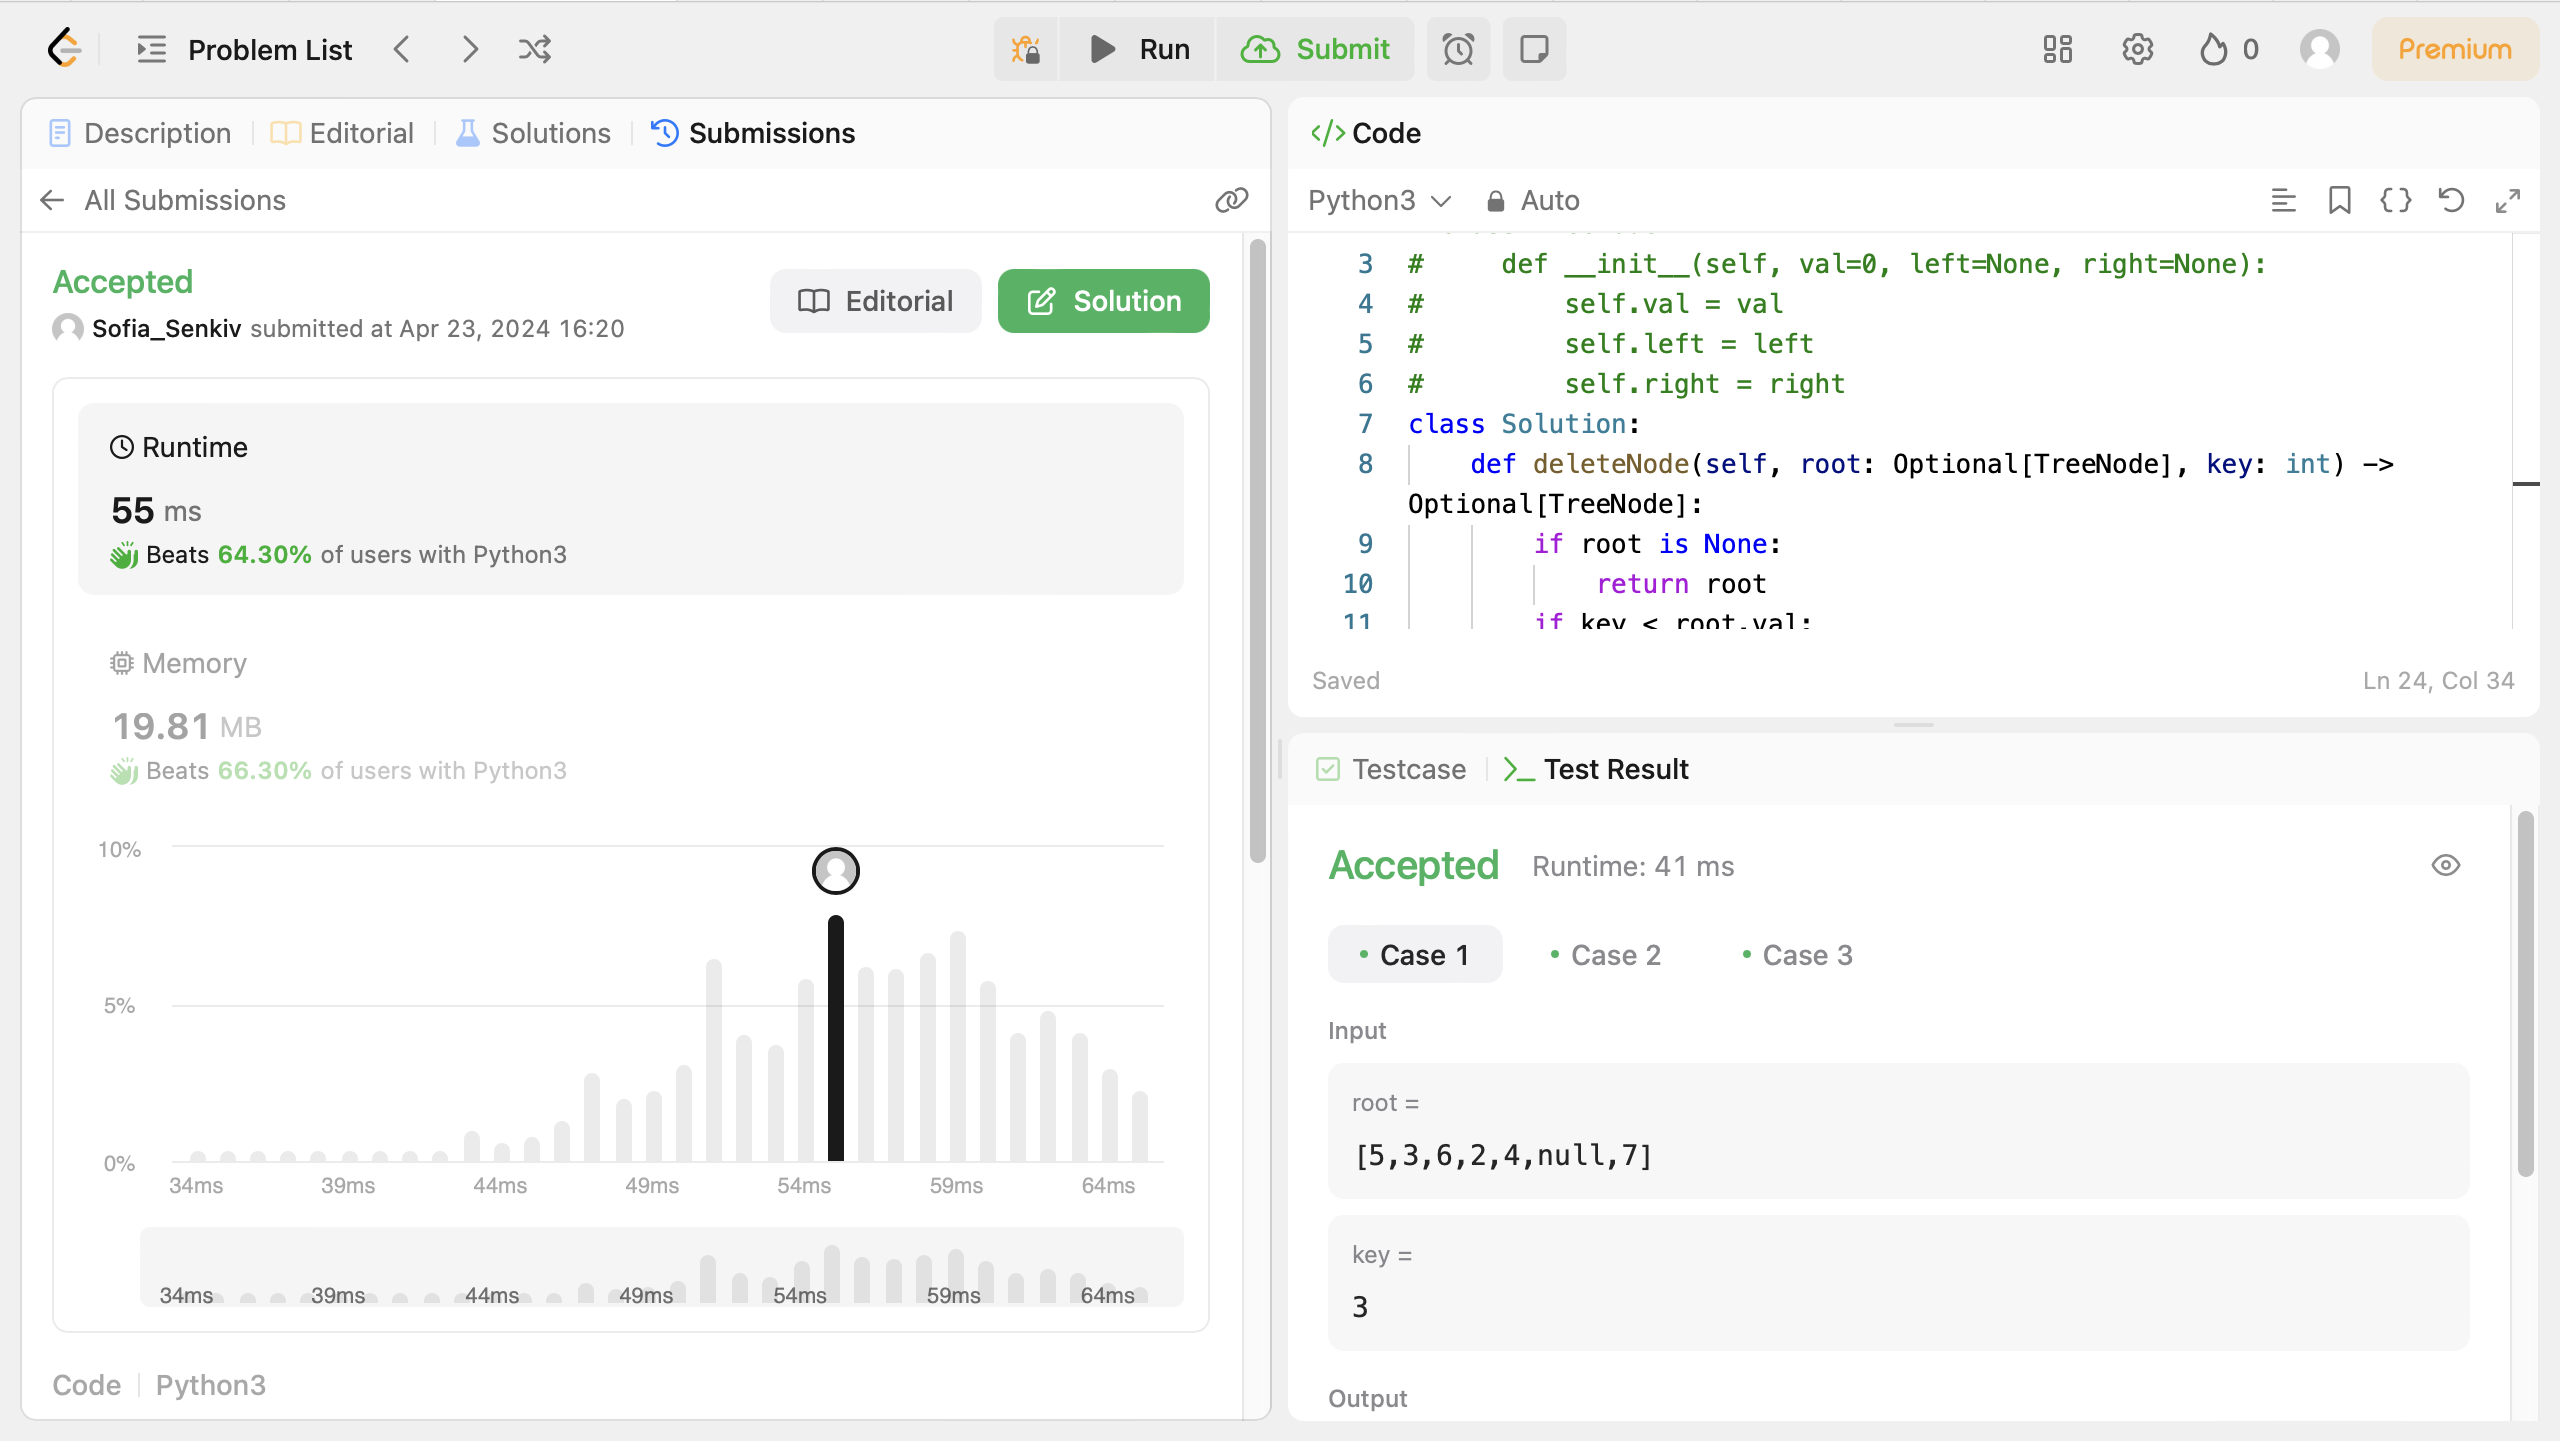 Problem List
Run
Submit
0
Premium
Description
Editorial
Solutions
Submissions
All Submissions
Accepted
Sofia_Senkiv submitted at Apr 23, 2024 16:20
Editorial
Solution
Runtime
55 ms
Beats 64.30% of users with Python3
Memory
19.81 MB
Beats 66.30% of users with Python3
10%
5%
0%
34ms 39ms 44ms 49ms 54ms 59ms 64ms
34ms 39ms 44ms 49ms 54ms 59ms 64ms
Code
Python3
</> Code
Python3
Auto
3 #     def __init__(self, val=0, left=None, right=None):
4 #         self.val = val
5 #         self.left = left
6 #         self.right = right
7 class Solution:
8     def deleteNode(self, root: Optional[TreeNode], key: int) ->
Optional[TreeNode]:
9         if root is None:
10             return root
11         if key < root.val:
Saved
Ln 24, Col 34
Testcase
Test Result
Accepted
Runtime: 41 ms
Case 1
Case 2
Case 3
Input
root =
[5,3,6,2,4,null,7]
key =
3
Output